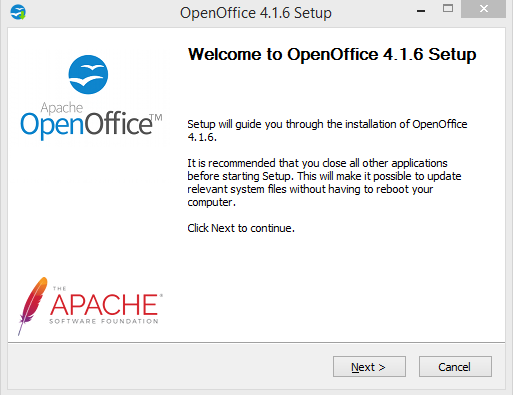 OpenOffice 4.1.6 Setup
Welcome to OpenOffice 4.1.6 Setup
Apache
OpenOffice™
Setup will guide you through the installation of OpenOffice
4.1.6.
It is recommended that you close all other applications
before starting Setup. This will make it possible to update
relevant system files without having to reboot your
computer.
Click Next to continue.
THE
APACHE®
SOFTWARE FOUNDATION
Next >
Cancel